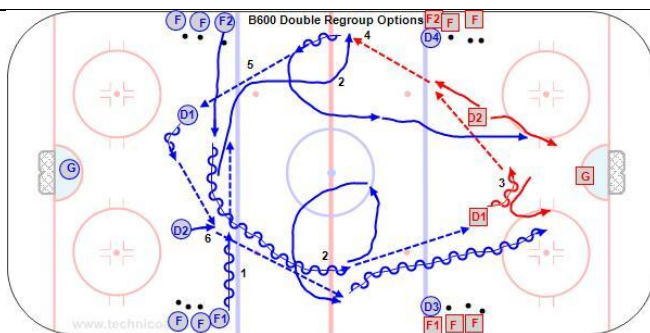 B600 Double Regroup Options
F F F2
F2 F F
D4
4
5
2
D1
D2
G
G
3
D2
D1
6
2
1
D3
F F F1
F1 F F
www.technicoa